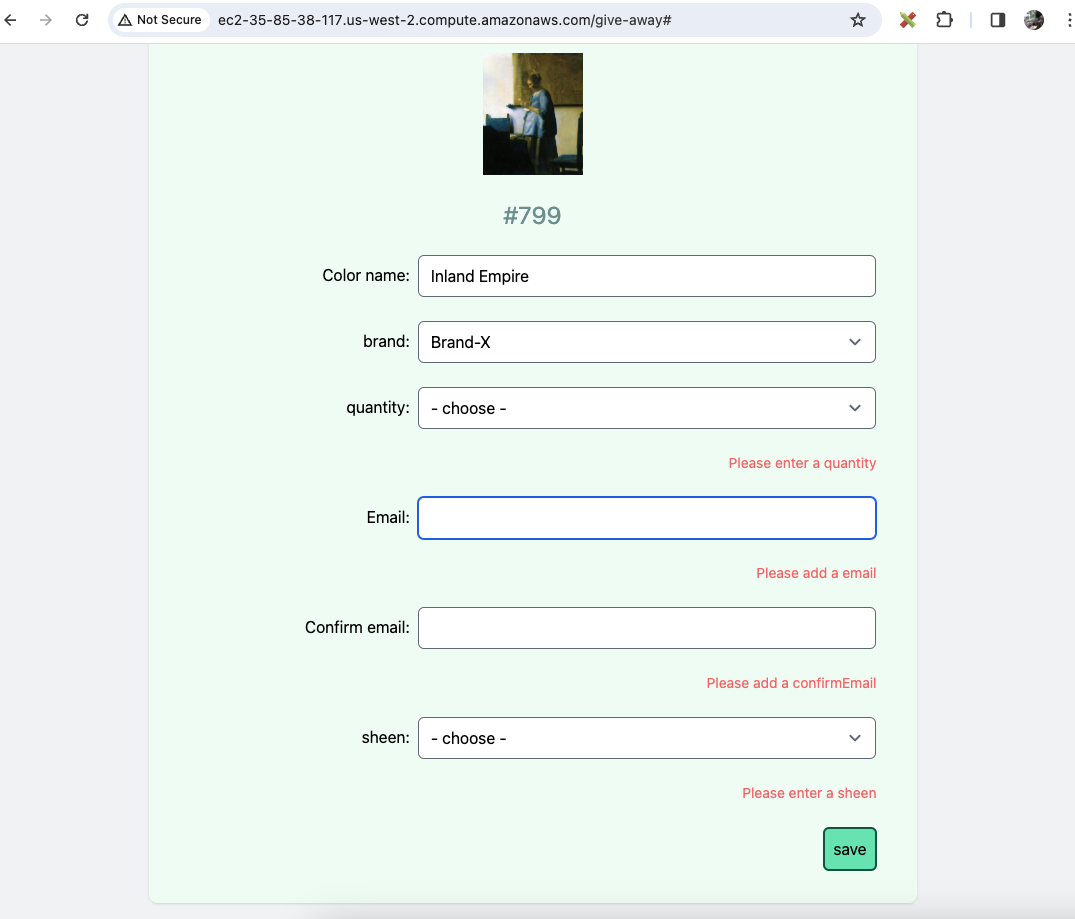 Not Secure ec2-35-85-38-117.us-west-2.compute.amazonaws.com/give-away#
#799
Color name: Inland Empire
brand: Brand-X
quantity: - choose -
Please enter a quantity
Email:
Please add a email
Confirm email:
Please add a confirmEmail
sheen: - choose -
Please enter a sheen
save